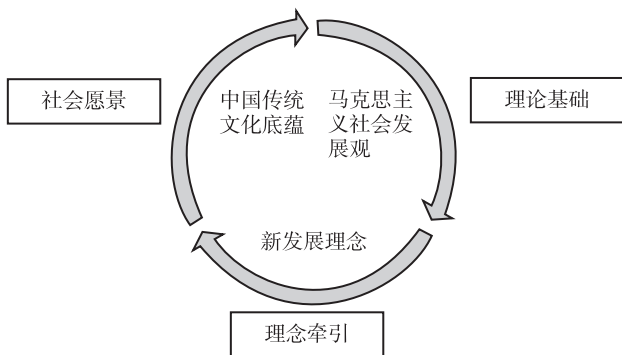 社会愿景
中国传统
文化底蕴
马克思主
义社会发
展观
理论基础
新发展理念
理念牵引